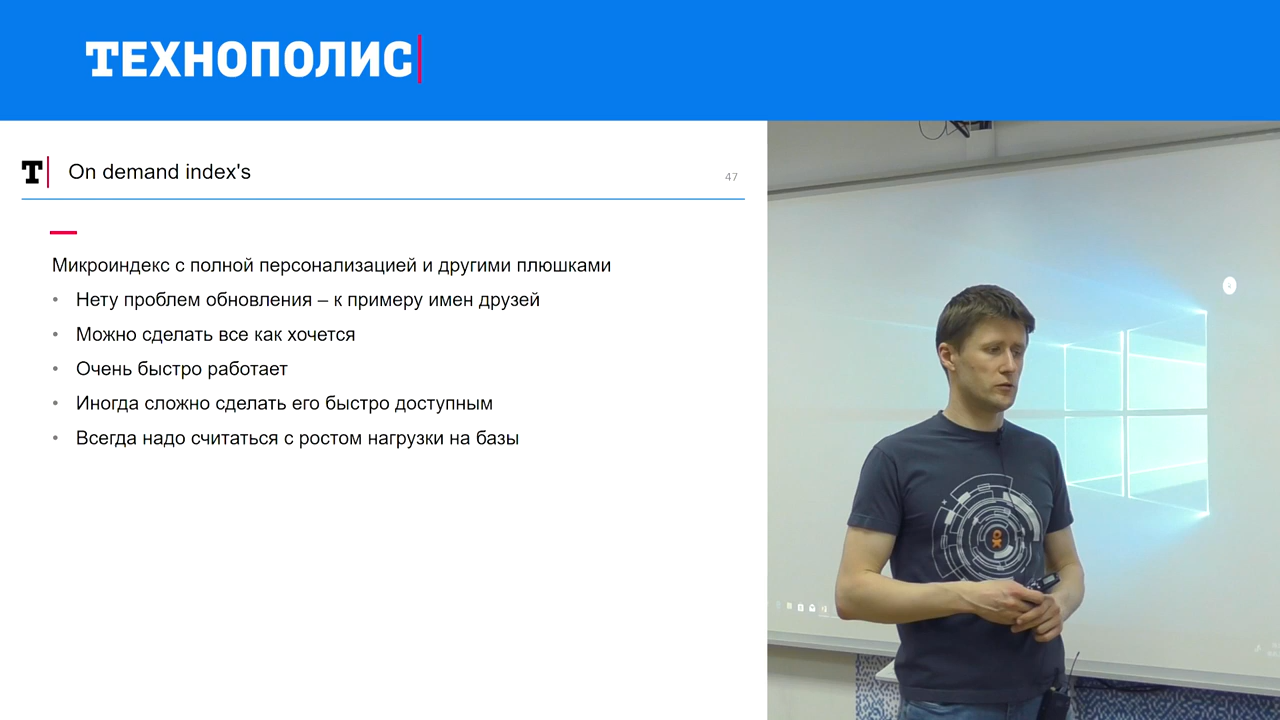 ТЕХНОПОЛИС
T On demand index's
47
Микроиндекс с полной персонализацией и другими плюшками
• Нету проблем обновления – к примеру имен друзей
• Можно сделать все как хочется
• Очень быстро работает
• Иногда сложно сделать его быстро доступным
• Всегда надо считаться с ростом нагрузки на базы